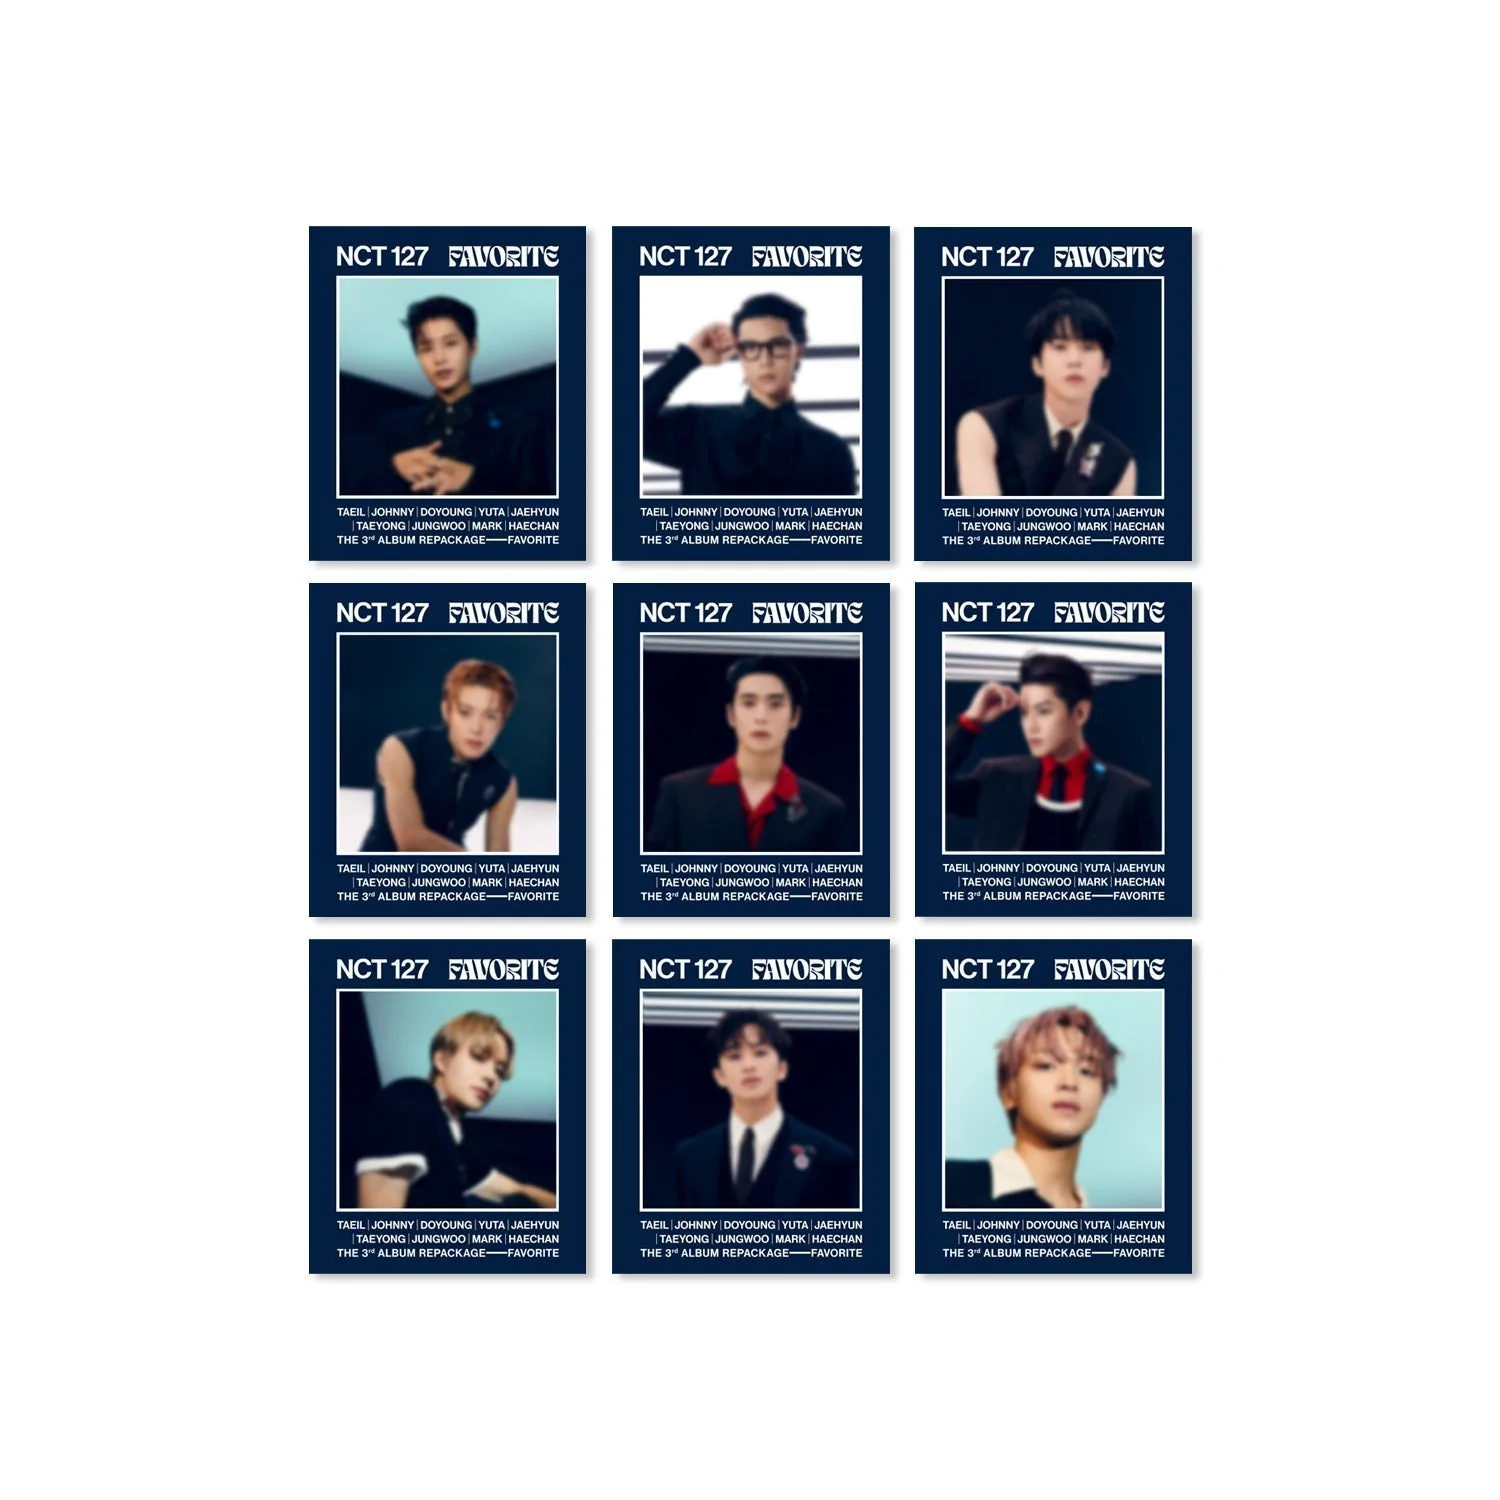 NCT 127 FAVORITE
NCT 127 FAVORITE
NCT 127 FAVORITE
TAEIL | JOHNNY | DOYOUNG | YUTA | JAEHYUN
| TAEYONG | JUNGWOO | MARK | HAECHAN
THE 3rd ALBUM REPACKAGE——FAVORITE
TAEIL | JOHNNY | DOYOUNG | YUTA | JAEHYUN
| TAEYONG | JUNGWOO | MARK | HAECHAN
THE 3rd ALBUM REPACKAGE——FAVORITE
TAEIL | JOHNNY | DOYOUNG | YUTA | JAEHYUN
| TAEYONG | JUNGWOO | MARK | HAECHAN
THE 3rd ALBUM REPACKAGE——FAVORITE
NCT 127 FAVORITE
NCT 127 FAVORITE
NCT 127 FAVORITE
TAEIL | JOHNNY | DOYOUNG | YUTA | JAEHYUN
| TAEYONG | JUNGWOO | MARK | HAECHAN
THE 3rd ALBUM REPACKAGE——FAVORITE
TAEIL | JOHNNY | DOYOUNG | YUTA | JAEHYUN
| TAEYONG | JUNGWOO | MARK | HAECHAN
THE 3rd ALBUM REPACKAGE——FAVORITE
TAEIL | JOHNNY | DOYOUNG | YUTA | JAEHYUN
| TAEYONG | JUNGWOO | MARK | HAECHAN
THE 3rd ALBUM REPACKAGE——FAVORITE
NCT 127 FAVORITE
NCT 127 FAVORITE
NCT 127 FAVORITE
TAEIL | JOHNNY | DOYOUNG | YUTA | JAEHYUN
| TAEYONG | JUNGWOO | MARK | HAECHAN
THE 3rd ALBUM REPACKAGE——FAVORITE
TAEIL | JOHNNY | DOYOUNG | YUTA | JAEHYUN
| TAEYONG | JUNGWOO | MARK | HAECHAN
THE 3rd ALBUM REPACKAGE——FAVORITE
TAEIL | JOHNNY | DOYOUNG | YUTA | JAEHYUN
| TAEYONG | JUNGWOO | MARK | HAECHAN
THE 3rd ALBUM REPACKAGE——FAVORITE